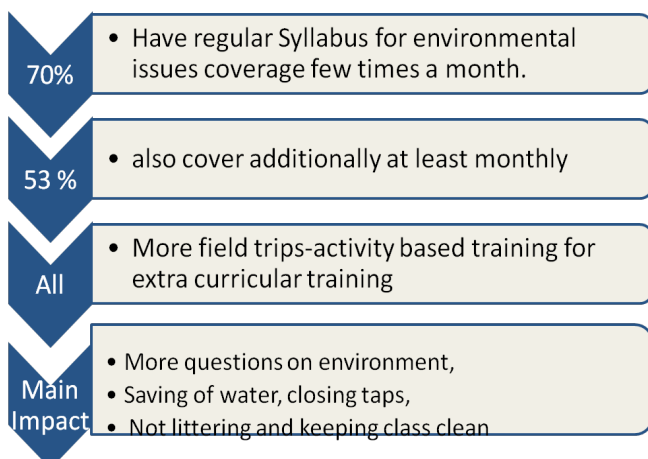 70%
• Have regular Syllabus for environmental
issues coverage few times a month.
53 %
• also cover additionally at least monthly
All
• More field trips-activity based training for
extra curricular training
Main
Impact
• More questions on environment,
• Saving of water, closing taps,
• Not littering and keeping class clean